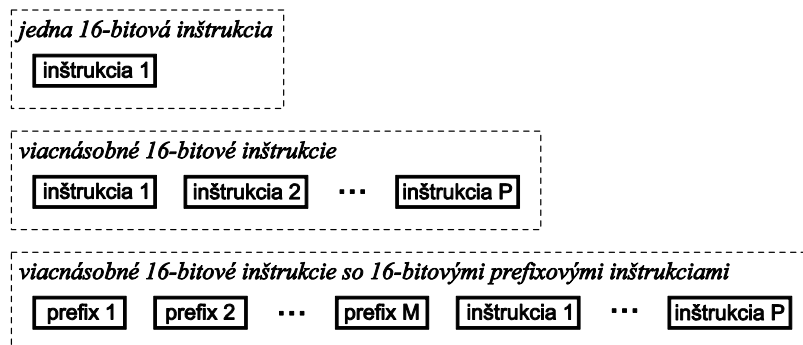 jedna 16-bitová inštrukcia
inštrukcia 1
viacnásobné 16-bitové inštrukcie
inštrukcia 1 inštrukcia 2 ... inštrukcia P
viacnásobné 16-bitové inštrukcie so 16-bitovými prefixovými inštrukciami
prefix 1 prefix 2 ... prefix M inštrukcia 1 ... inštrukcia P